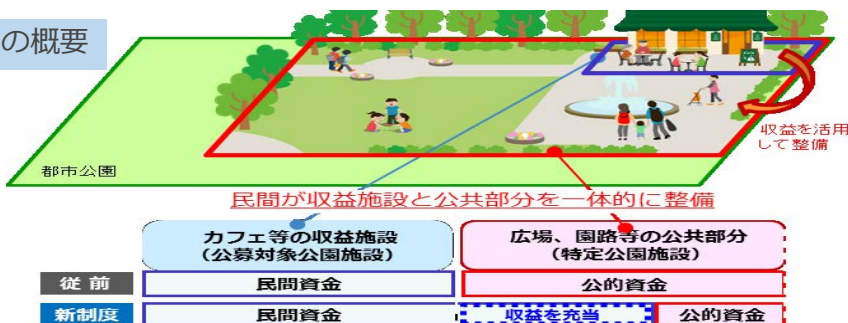 の概要
収益を活用
して整備
都市公園
民間が収益施設と公共部分を一体的に整備
カフェ等の収益施設
(公募対象公園施設)
広場、園路等の公共部分
(特定公園施設)
従前
民間資金
公的資金
新制度
民間資金
収益を充当
公的資金